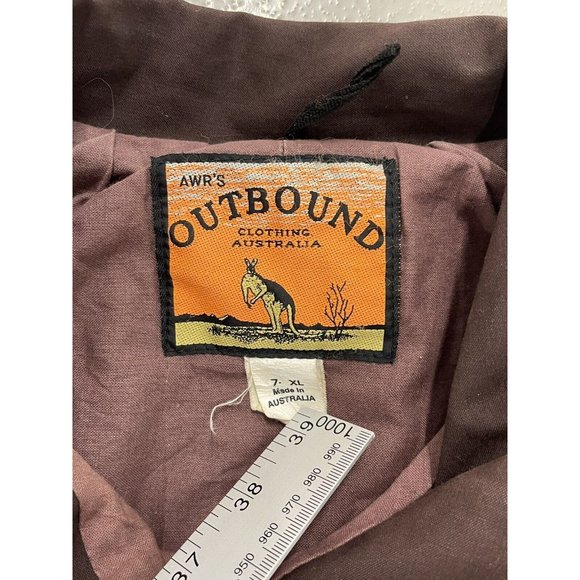 AWR'S
OUTBOUND
CLOTHING
AUSTRALIA
7- XL
Made in
AUSTRALIA
39 1000
990
980
38 970
960
37 950